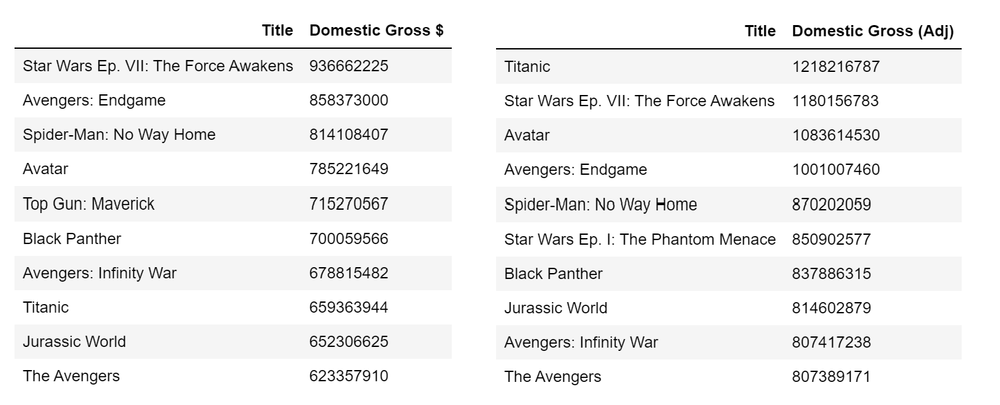 Title Domestic Gross $
Star Wars Ep. VII: The Force Awakens 936662225
Avengers: Endgame 858373000
Spider-Man: No Way Home 814108407
Avatar 785221649
Top Gun: Maverick 715270567
Black Panther 700059566
Avengers: Infinity War 678815482
Titanic 659363944
Jurassic World 652306625
The Avengers 623357910
Title Domestic Gross (Adj)
Titanic 1218216787
Star Wars Ep. VII: The Force Awakens 1180156783
Avatar 1083614530
Avengers: Endgame 1001007460
Spider-Man: No Way Home 870202059
Star Wars Ep. I: The Phantom Menace 850902577
Black Panther 837886315
Jurassic World 814602879
Avengers: Infinity War 807417238
The Avengers 807389171